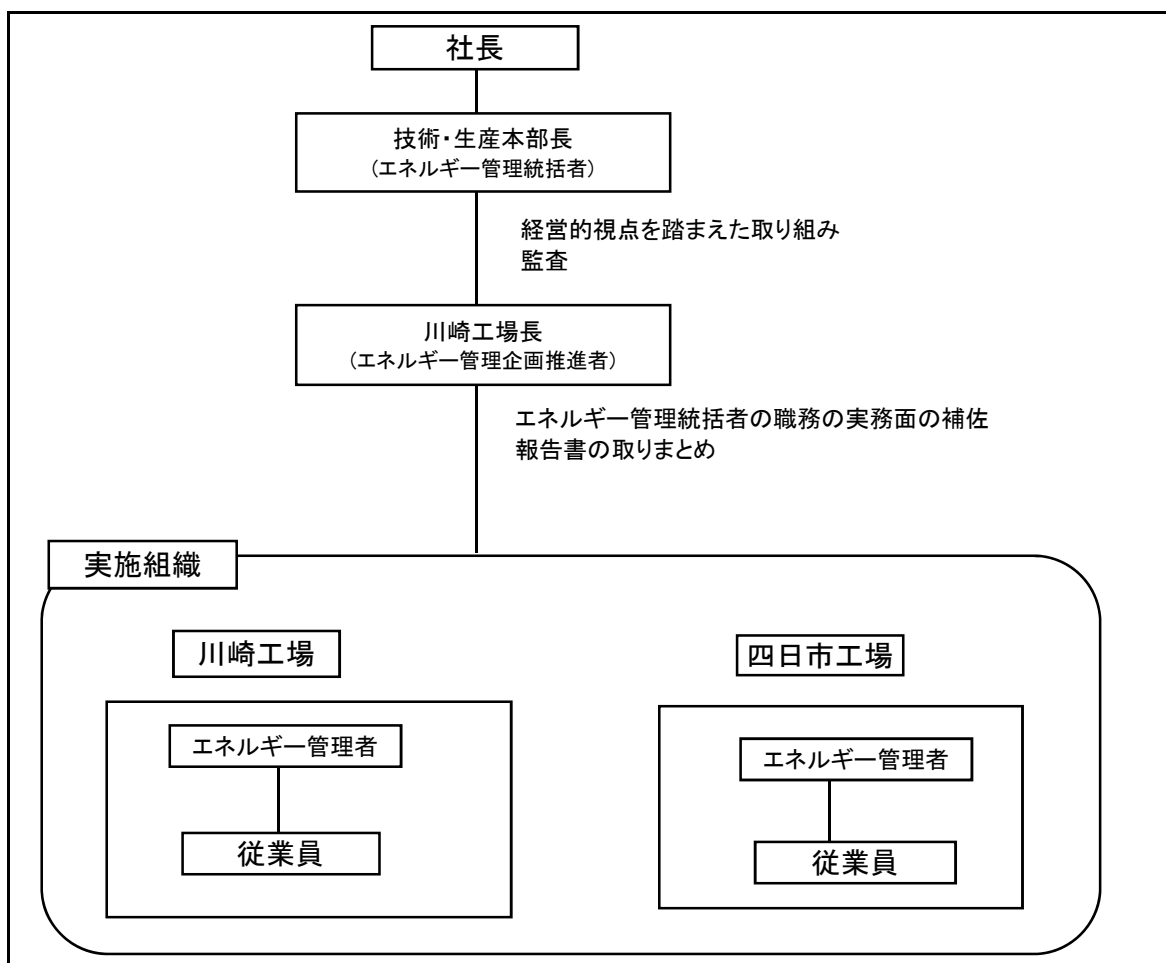 社長
技術・生産本部長
(エネルギー管理統括者)
経営的視点を踏まえた取り組み
監査
川崎工場長
(エネルギー管理企画推進者)
エネルギー管理統括者の職務の実務面の補佐
報告書の取りまとめ
実施組織
川崎工場
エネルギー管理者
従業員
四日市工場
エネルギー管理者
従業員